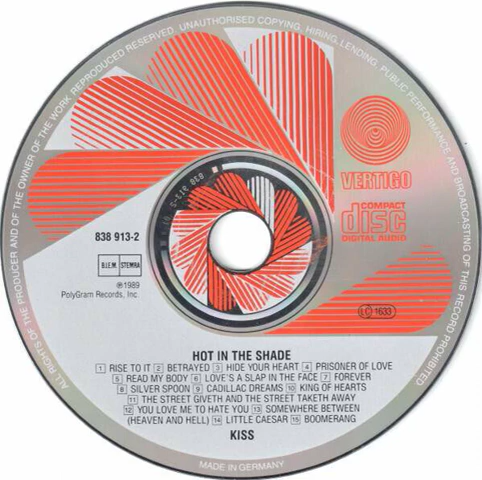 ALL RIGHTS OF THE PRODUCER AND OF THE OWNER OF THE WORK REPRODUCED RESERVED. UNAUTHORISED COPYING, HIRING, LENDING, PUBLIC PERFORMANCE AND BROADCASTING OF THIS RECORD PROHIBITED
VERTIGO
COMPACT
disc
DIGITAL AUDIO
838 913-2
B.I.E.M. STEMRA
℗1989
PolyGram Records, Inc.
LC 1633
HOT IN THE SHADE
1 RISE TO IT 2 BETRAYED 3 HIDE YOUR HEART 4 PRISONER OF LOVE
5 READ MY BODY 6 LOVE'S A SLAP IN THE FACE 7 FOREVER
8 SILVER SPOON 9 CADILLAC DREAMS 10 KING OF HEARTS
11 THE STREET GIVETH AND THE STREET TAKETH AWAY
12 YOU LOVE ME TO HATE YOU 13 SOMEWHERE BETWEEN
(HEAVEN AND HELL) 14 LITTLE CAESAR 15 BOOMERANG
KISS
MADE IN GERMANY